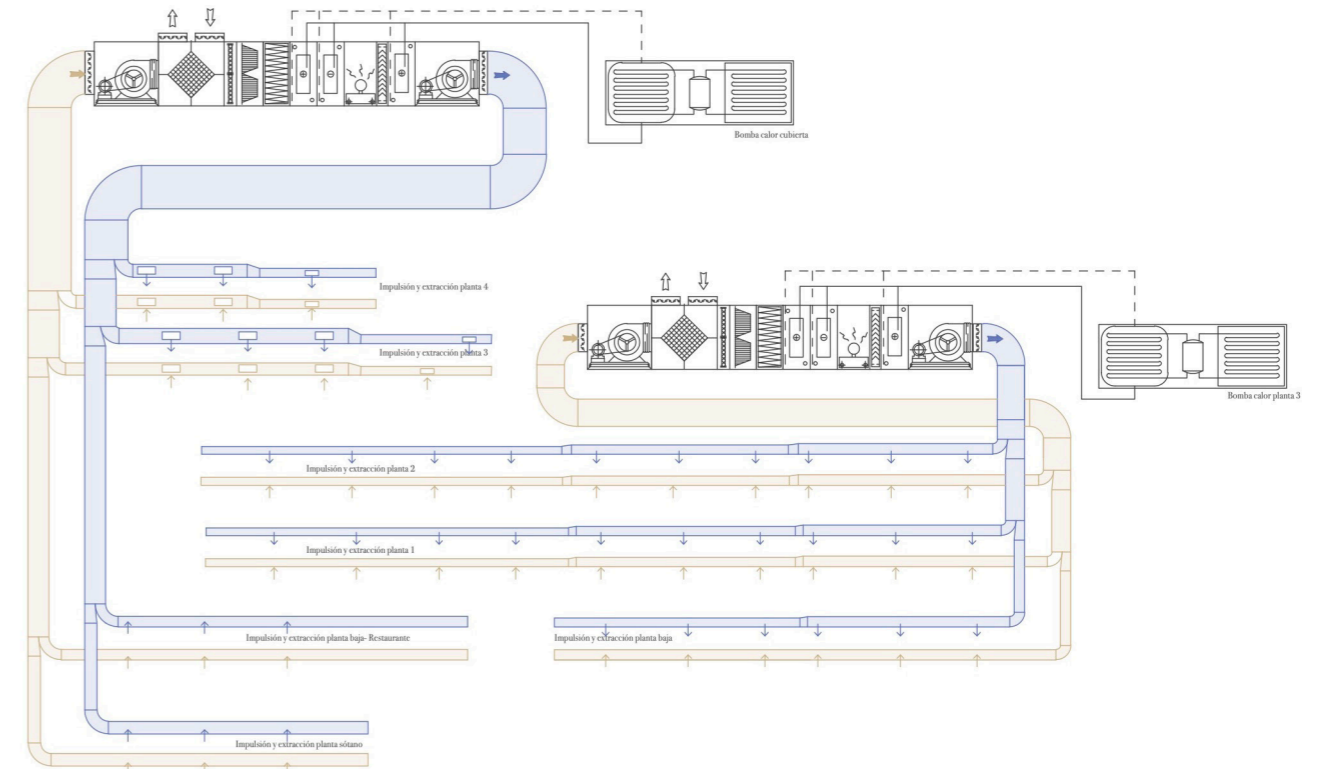 Bomba calor cubierta
Impulsión y extracción planta 4
Impulsión y extracción planta 3
Bomba calor planta 3
Impulsión y extracción planta 2
Impulsión y extracción planta 1
Impulsión y extracción planta baja- Restaurante
Impulsión y extracción planta baja
Impulsión y extracción planta sótano